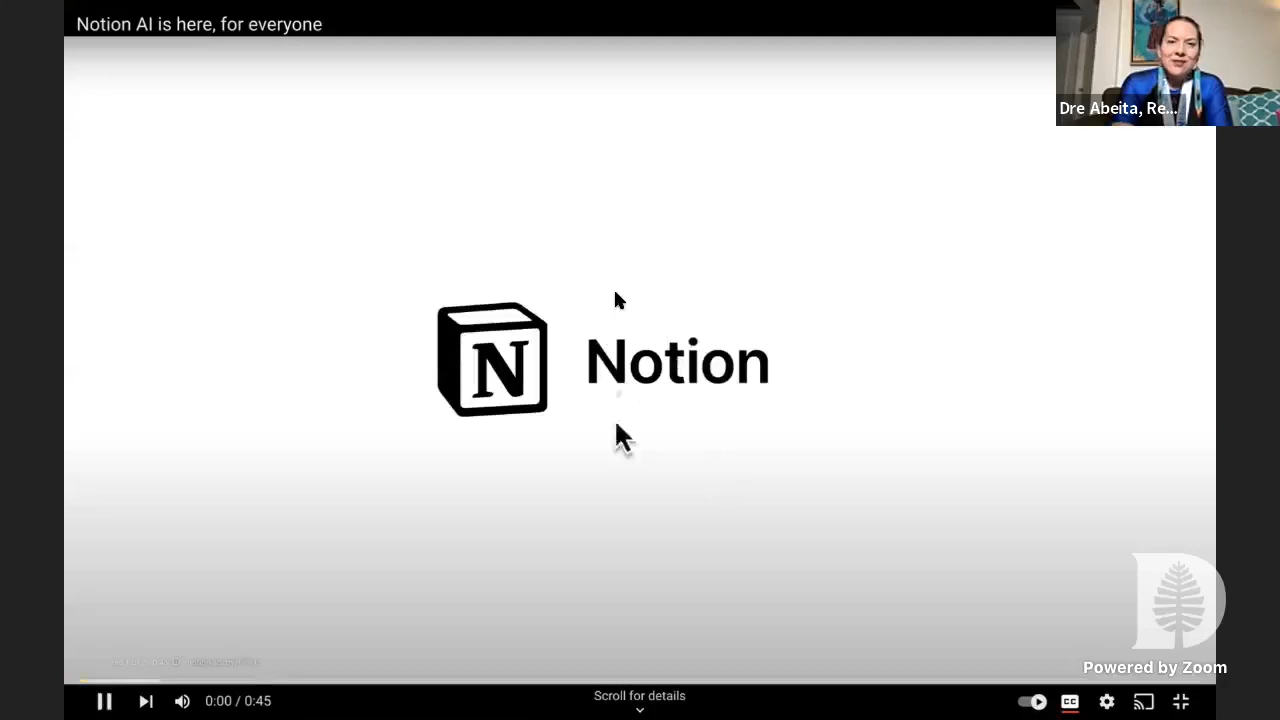 Notion AI is here, for everyone
Dre Abeita, Re...
N Notion
Powered by Zoom
0:00 / 0:45
Scroll for details
CC